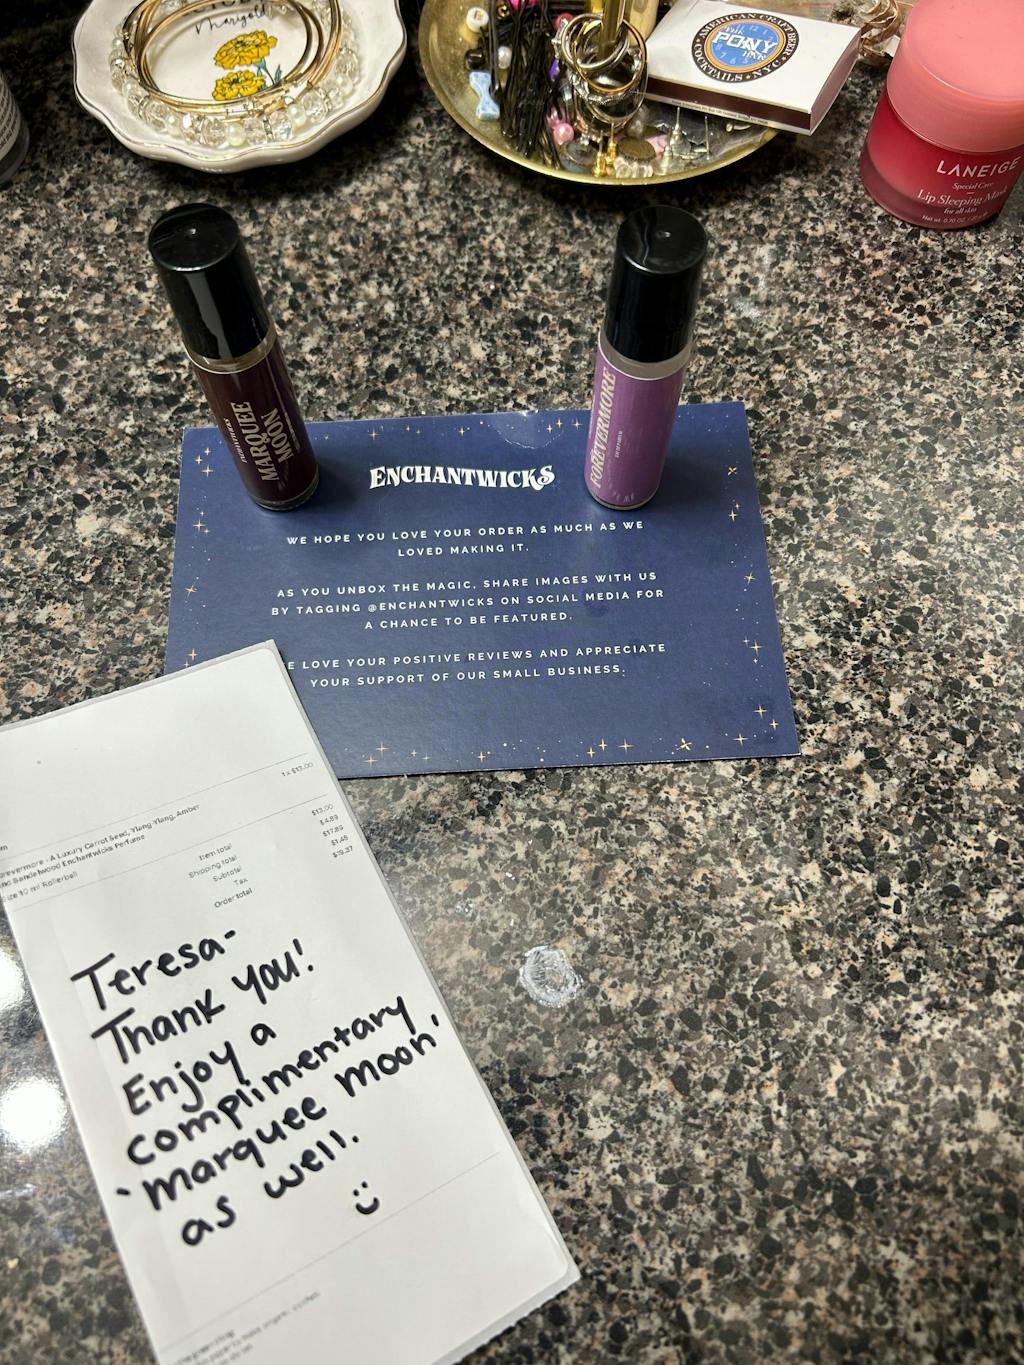 Marigold
AMERICAN CRAFT BEER
PONY
COCKTAILS • NYC
LANEIGE
Special Care
Lip Sleeping Mask
for all skin
MARQUEE
MOON
FOREVERMORE
ENCHANTWICKS
WE HOPE YOU LOVE YOUR ORDER AS MUCH AS WE
LOVED MAKING IT.
AS YOU UNBOX THE MAGIC, SHARE IMAGES WITH US
BY TAGGING @ENCHANTWICKS ON SOCIAL MEDIA FOR
A CHANCE TO BE FEATURED.
E LOVE YOUR POSITIVE REVIEWS AND APPRECIATE
YOUR SUPPORT OF OUR SMALL BUSINESS.
1 x $13.00
revermore - A Luxury Carrot Seed, Ylang Ylang, Amber
nd Sandalwood Enchantwicks Perfume
Size 10 ml Rollerball
Item total $13.00
Shipping total $4.89
Subtotal $17.89
Tax $1.48
Order total $19.37
Teresa-
Thank you!
Enjoy a
complimentary
'marquee moon'
as well.
:)